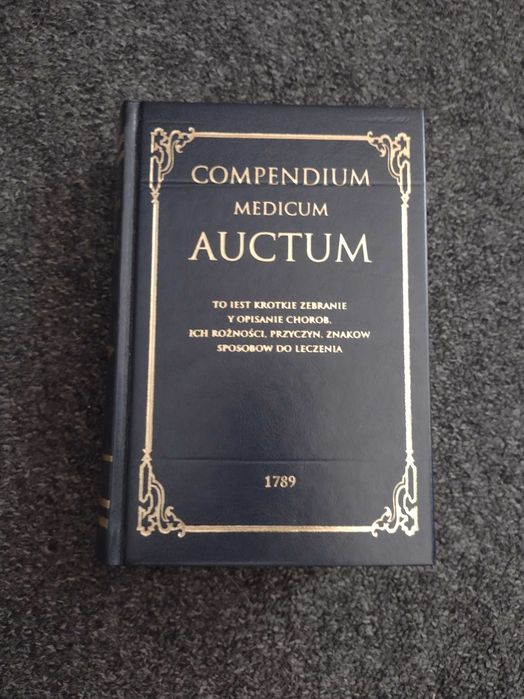 COMPENDIUM
MEDICUM
AUCTUM
TO IEST KROTKIE ZEBRANIE
Y OPISANIE CHOROB,
ICH ROŻNOŚCI, PRZYCZYN, ZNAKOW
SPOSOBOW DO LECZENIA
1789